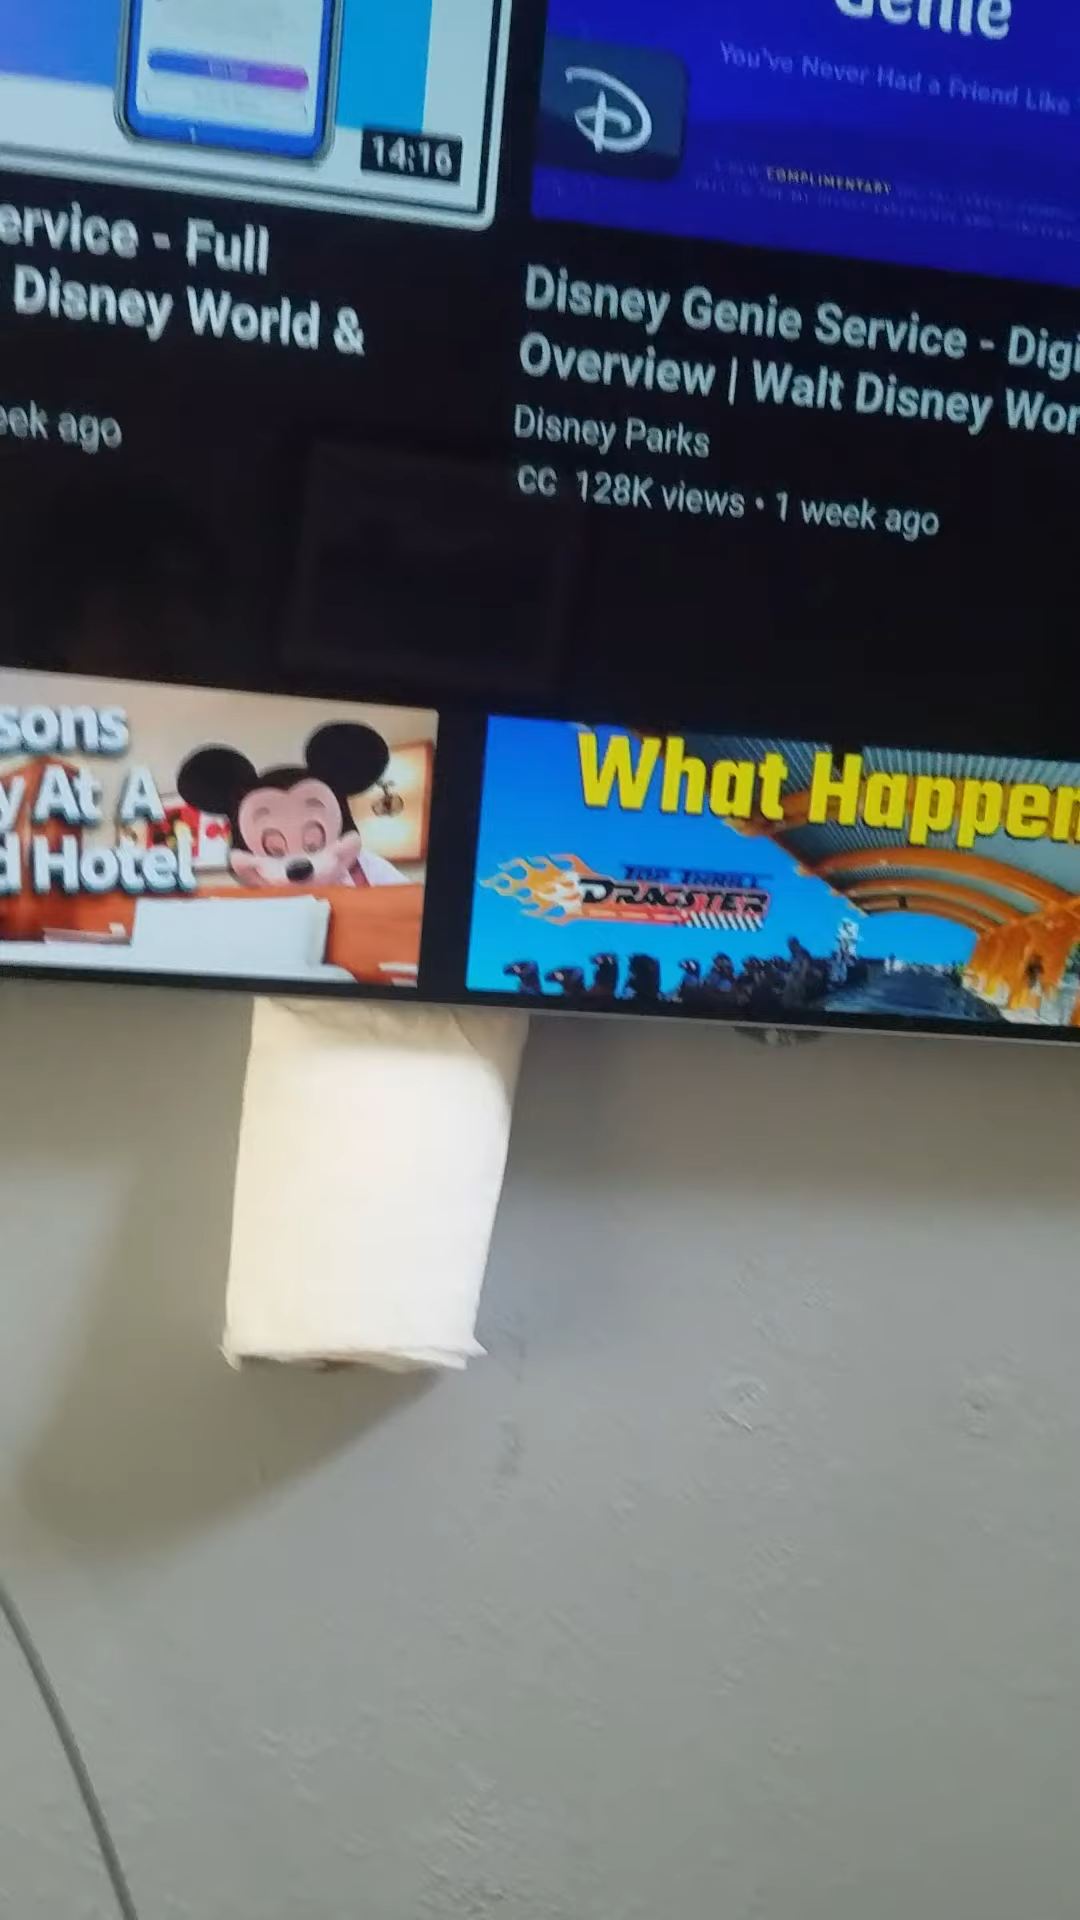 14:16
ervice - Full
Disney World &
eek ago
Genie
You've Never Had a Friend Like
COMPLIMENTARY
Disney Genie Service - Digi
Overview | Walt Disney Wor
Disney Parks
CC 128K views • 1 week ago
sons
y At A
d Hotel
What Happen
TOP THRILL
DRAGSTER